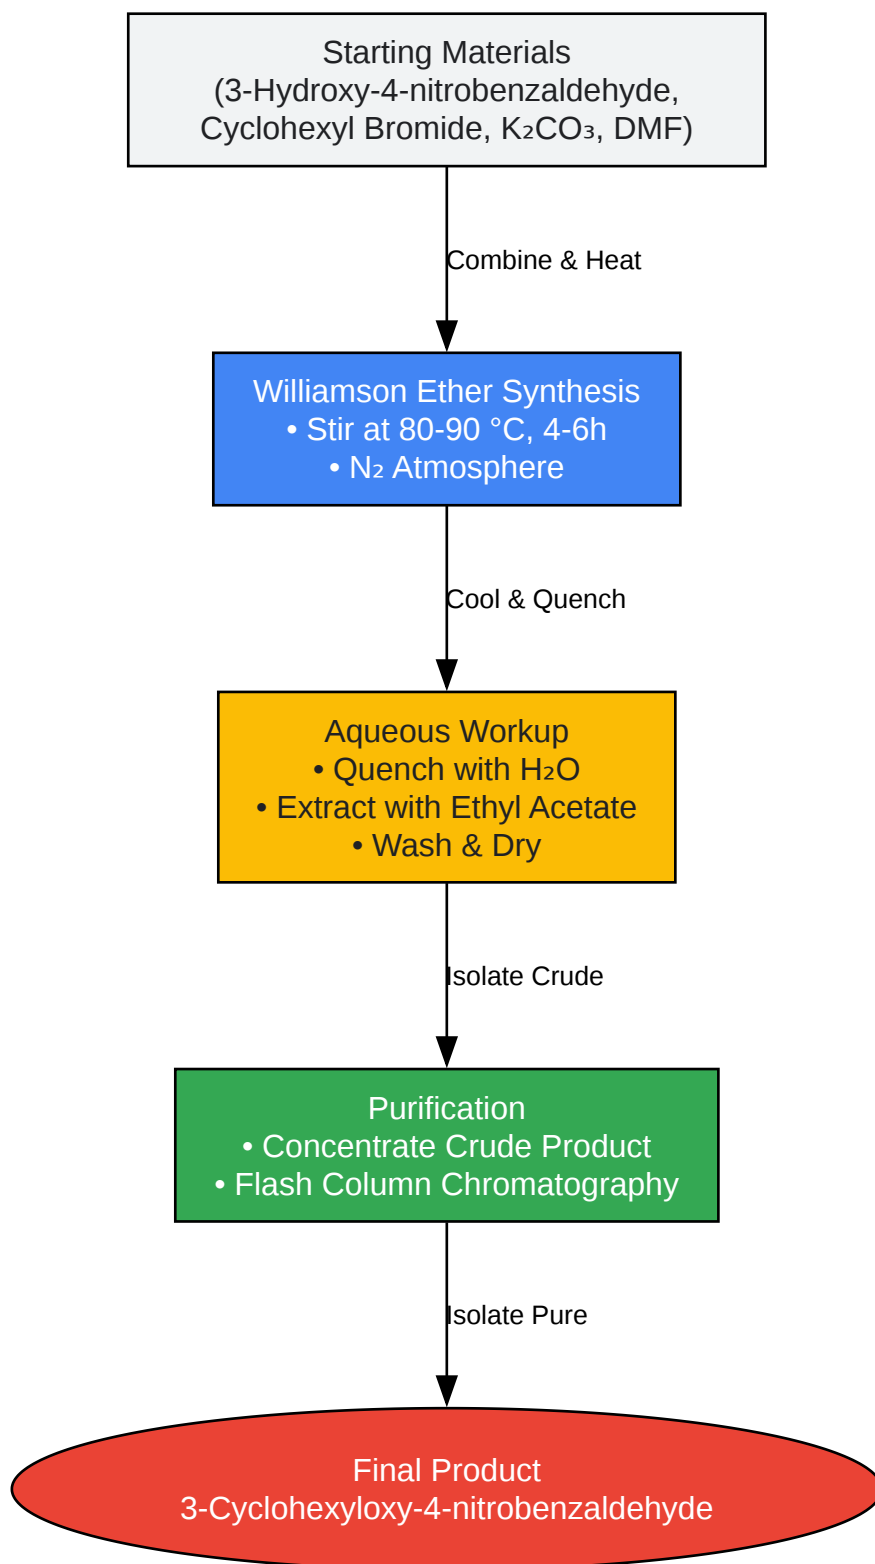 Starting Materials
(3-Hydroxy-4-nitrobenzaldehyde,
Cyclohexyl Bromide, K₂CO₃, DMF)
Combine & Heat
Williamson Ether Synthesis
• Stir at 80-90 °C, 4-6h
• N₂ Atmosphere
Cool & Quench
Aqueous Workup
• Quench with H₂O
• Extract with Ethyl Acetate
• Wash & Dry
Isolate Crude
Purification
• Concentrate Crude Product
• Flash Column Chromatography
Isolate Pure
Final Product
3-Cyclohexyloxy-4-nitrobenzaldehyde